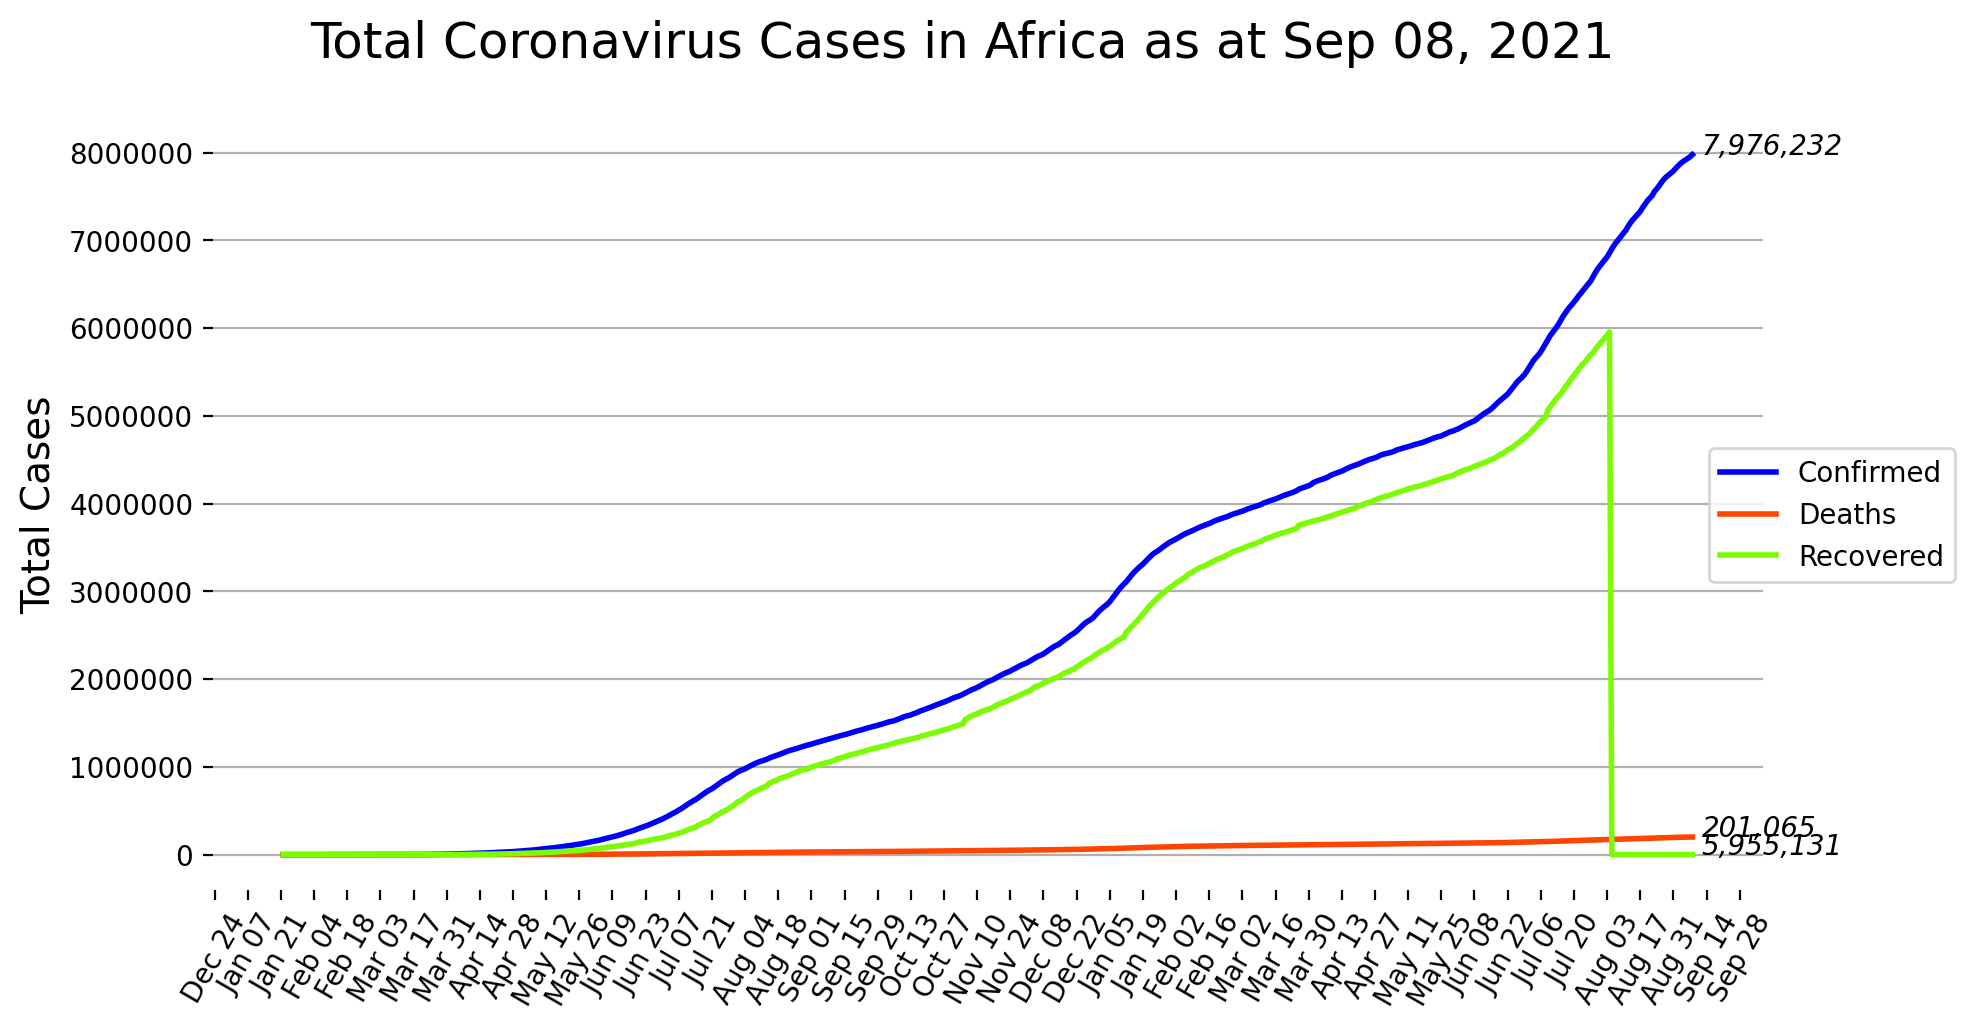 Total Coronavirus Cases in Africa as at Sep 08, 2021
Total Cases
8000000
7000000
6000000
5000000
4000000
3000000
2000000
1000000
0
7,976,232
201,065
5,955,131
Confirmed
Deaths
Recovered
Dec 24
Jan 07
Jan 21
Feb 04
Feb 18
Mar 03
Mar 17
Mar 31
Apr 14
Apr 28
May 12
May 26
Jun 09
Jun 23
Jul 07
Jul 21
Aug 04
Aug 18
Sep 01
Sep 15
Sep 29
Oct 13
Oct 27
Nov 10
Nov 24
Dec 08
Dec 22
Jan 05
Jan 19
Feb 02
Feb 16
Mar 02
Mar 16
Mar 30
Apr 13
Apr 27
May 11
May 25
Jun 08
Jun 22
Jul 06
Jul 20
Aug 03
Aug 17
Aug 31
Sep 14
Sep 28